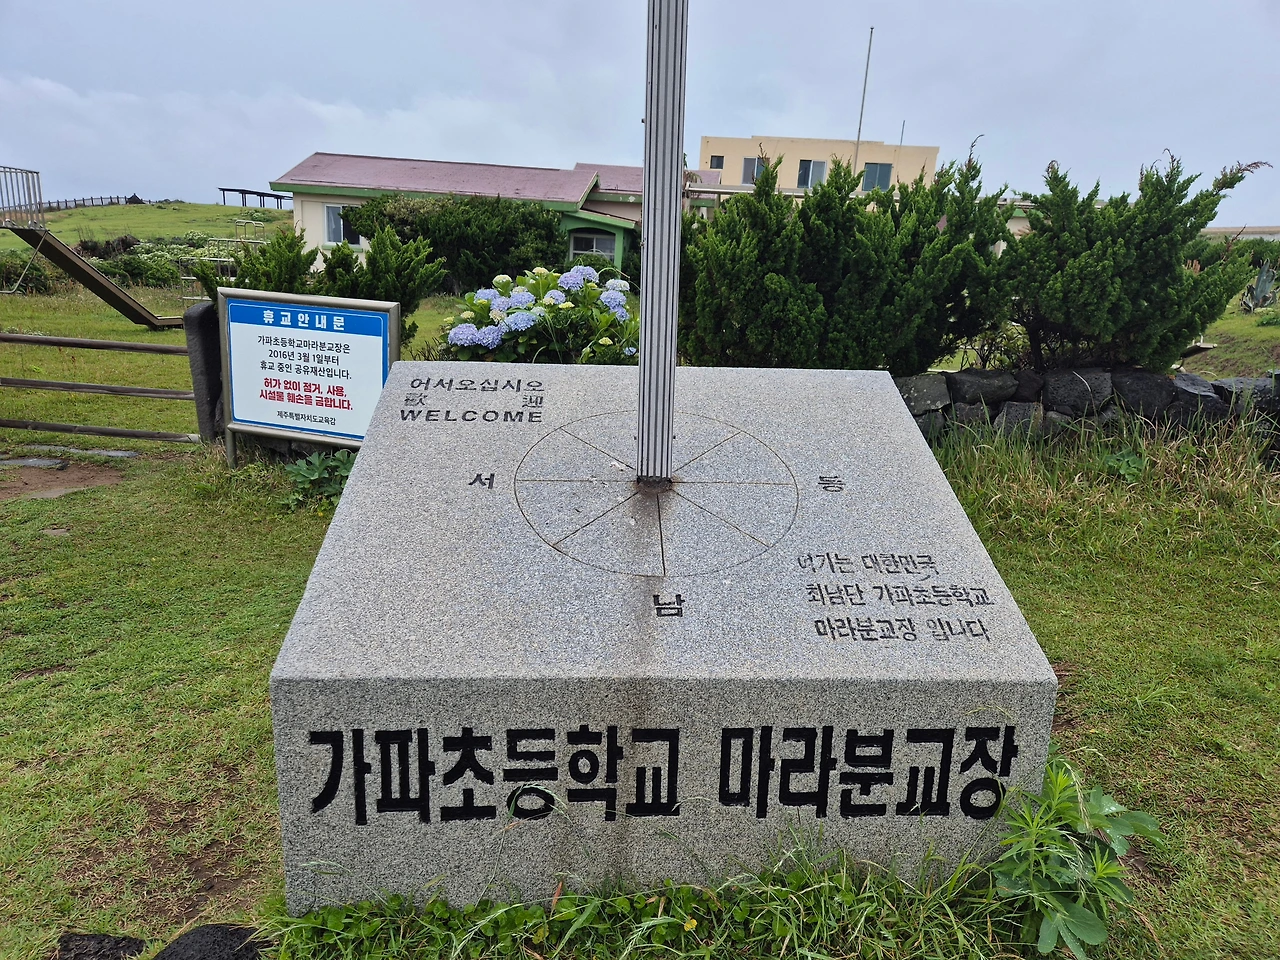 휴교안내문
가파초등학교마라분교장은
2016년 3월 1일부터
휴교 중인 공유재산입니다.
허가 없이 점거, 사용,
시설물 훼손을 금합니다.
제주특별자치도교육감
어서오십시오
歡迎
WELCOME
서
동
남
여기는 대한민국
최남단 가파초등학교
마라분교장 입니다
가파초등학교 마라분교장